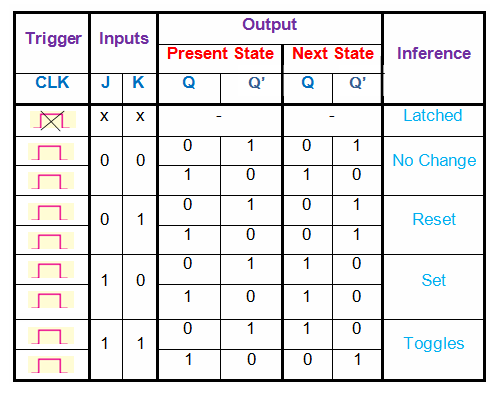 Trigger Inputs Output Inference
Present State Next State
CLK J K Q Q’ Q Q’
x x - - Latched
0 0 0 1 0 1 No Change
1 0 1 0
0 1 0 1 0 1 Reset
1 0 0 1
1 0 0 1 1 0 Set
1 0 1 0
1 1 0 1 1 0 Toggles
1 0 0 1